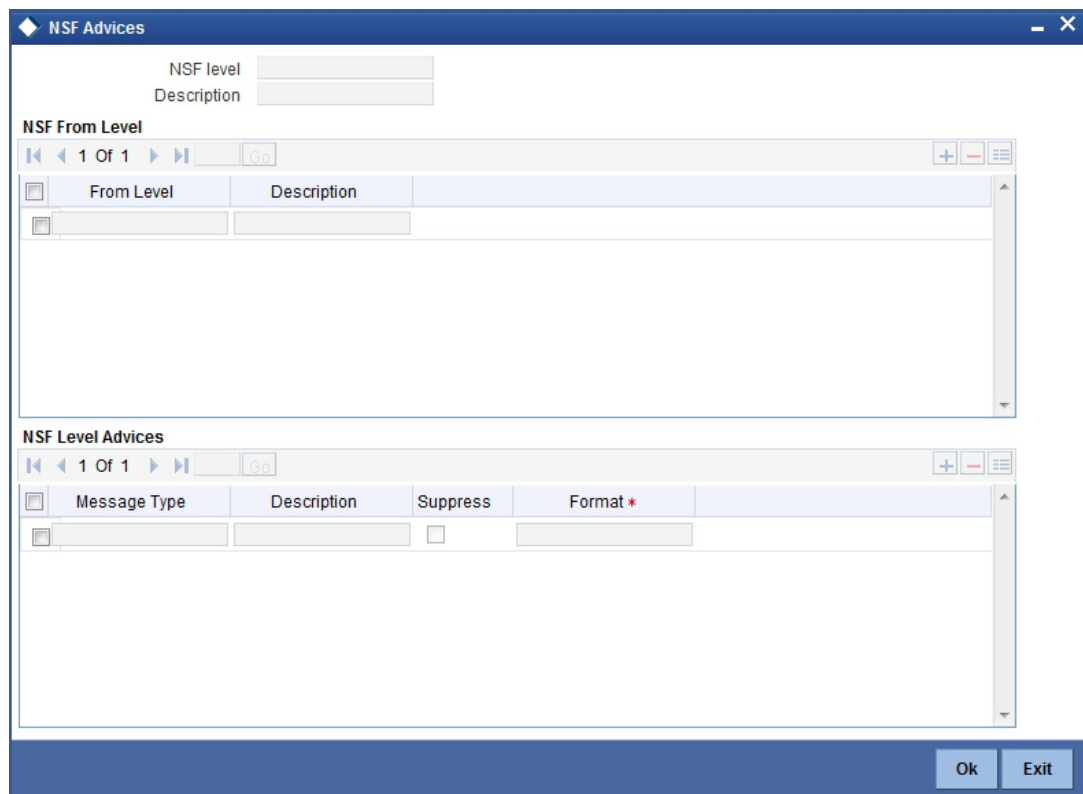 NSF Advices
NSF level
Description
NSF From Level
1 Of 1 Go
From Level Description
NSF Level Advices
1 Of 1 Go
Message Type Description Suppress Format *
Ok Exit